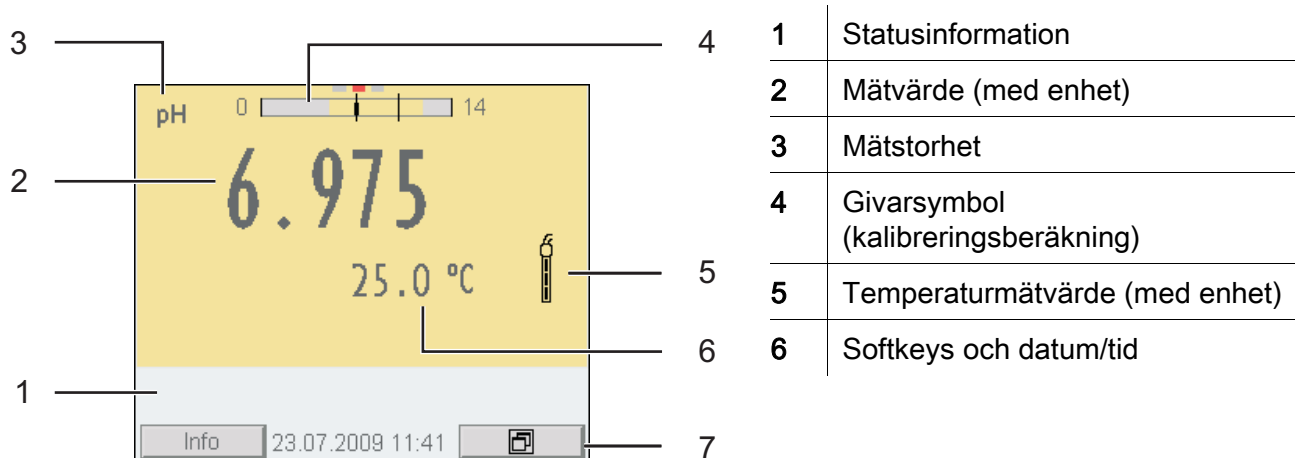 3
4
pH 0 14
2
6.975
25.0 °C
5
6
1
Info 23.07.2009 11:41
7
1 Statusinformation
2 Mätvärde (med enhet)
3 Mätstorhet
4 Givarsymbol
(kalibreringsberäkning)
5 Temperaturmätvärde (med enhet)
6 Softkeys och datum/tid